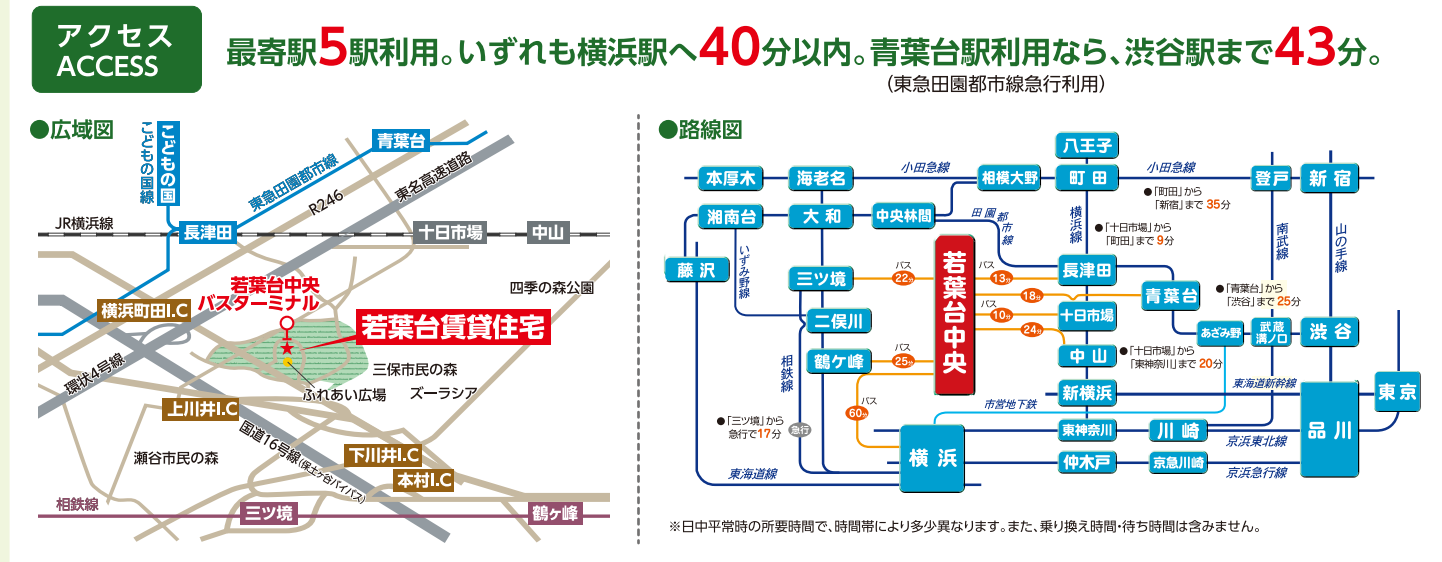 アクセス
ACCESS
最寄駅5駅利用。いずれも横浜駅へ40分以内。青葉台駅利用なら、渋谷駅まで43分。
(東急田園都市線急行利用)
●広域図
こどもの国
こどもの国線
青葉台
東急田園都市線
R246
東名高速道路
JR横浜線
長津田
十日市場
中山
若葉台中央
バスターミナル
四季の森公園
横浜町田I.C
若葉台賃貸住宅
環状4号線
三保市民の森
ふれあい広場
ズーラシア
上川井I.C
国道16号線(保土ヶ谷バイパス)
瀬谷市民の森
下川井I.C
本村I.C
相鉄線
三ツ境
鶴ヶ峰
●路線図
八王子
小田急線
小田急線
本厚木
海老名
相模大野
町田
登戸
新宿
●「町田」から
「新宿」まで 35分
湘南台
大和
中央林間
田園都市線
横浜線
●「十日市場」から
「町田」まで 9分
南武線
山の手線
いずみ野線
藤沢
三ツ境
バス
22分
若葉台中央
バス
13分
長津田
18分
青葉台
●「青葉台」から
「渋谷」まで 25分
二俣川
バス
10分
十日市場
24分
あざみ野
武蔵
溝ノ口
渋谷
相鉄線
鶴ケ峰
バス
25分
中山
●「十日市場」から
「東神奈川」まで 20分
新横浜
東海道新幹線
東京
バス
60分
市営地下鉄
●「三ツ境」から
急行で17分
急行
横浜
東神奈川
川崎
京浜東北線
品川
仲木戸
京急川崎
京浜急行線
東海道線
※日中平常時の所要時間で、時間帯により多少異なります。また、乗り換え時間・待ち時間は含みません。